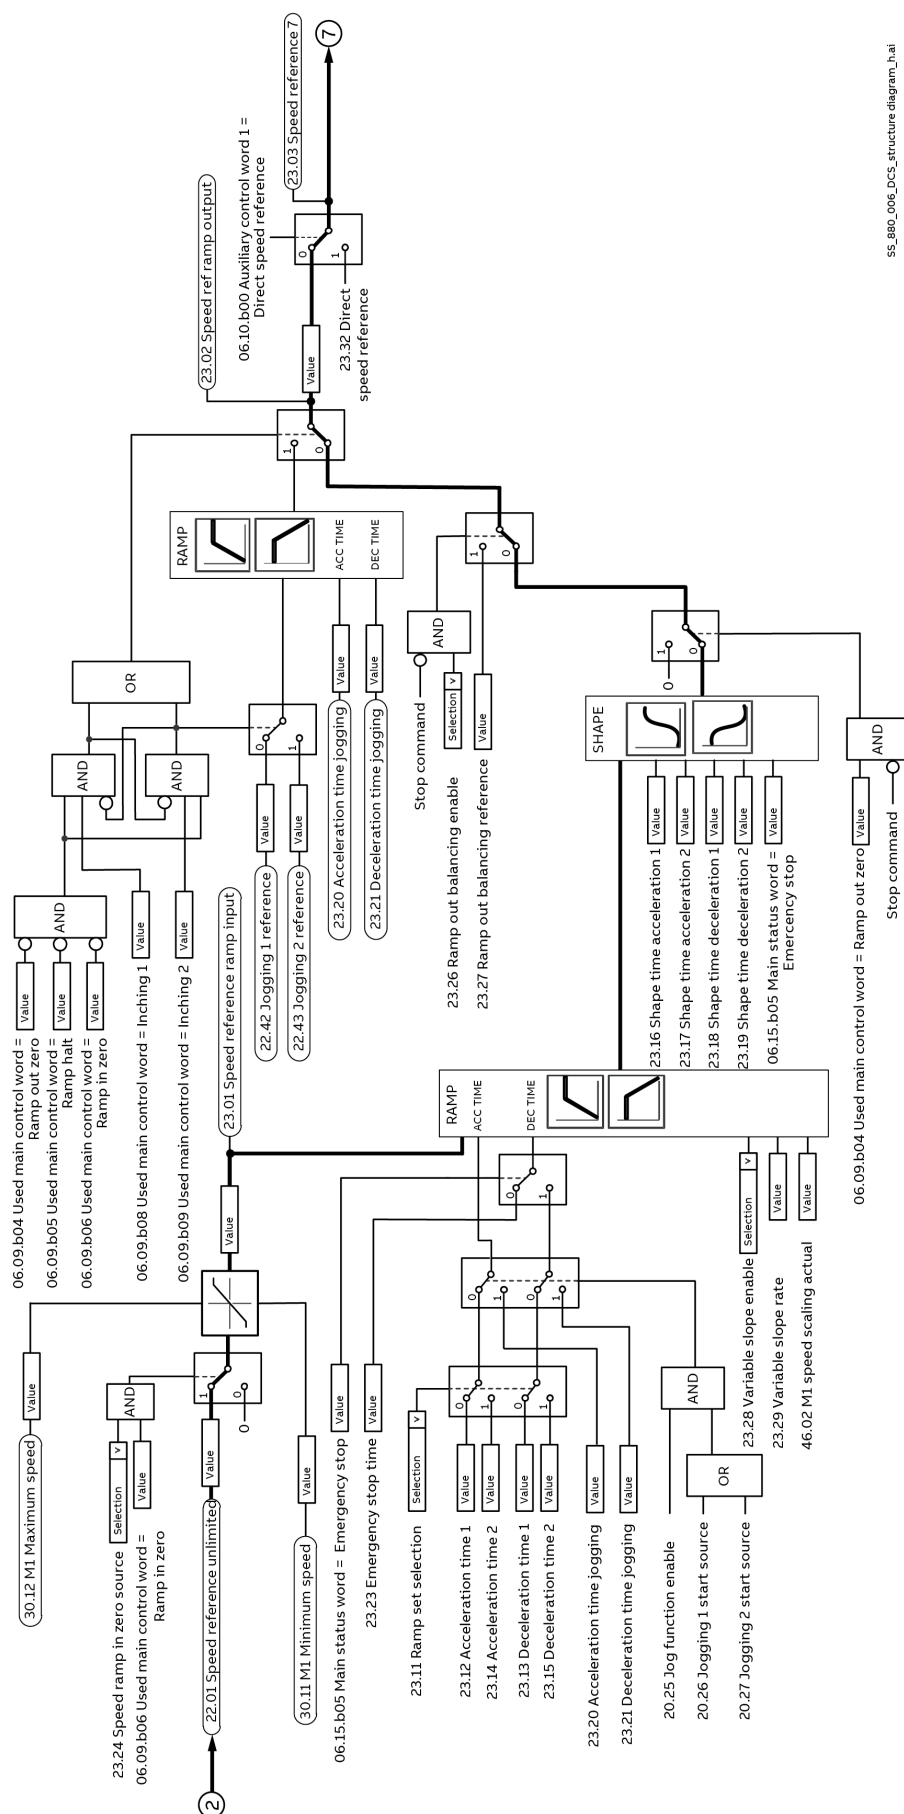 2
22.01 Speed reference unlimited
Value
23.24 Speed ramp in zero source
Selection
v
06.09.b06 Used main control word =
Ramp in zero
Value
AND
1
0
0
30.12 M1 Maximum speed
Value
30.11 M1 Minimum speed
Value
Value
23.01 Speed reference ramp input
06.09.b04 Used main control word =
Ramp out zero
Value
06.09.b05 Used main control word =
Ramp halt
Value
06.09.b06 Used main control word =
Ramp in zero
Value
AND
06.09.b08 Used main control word = Inching 1
Value
06.09.b09 Used main control word = Inching 2
Value
AND
AND
OR
22.42 Jogging 1 reference
Value
22.43 Jogging 2 reference
Value
0
1
23.20 Acceleration time jogging
Value
23.21 Deceleration time jogging
Value
RAMP
ACC TIME
DEC TIME
1
0
23.02 Speed ref ramp output
Value
06.10.b00 Auxiliary control word 1 =
Direct speed reference
23.32 Direct
speed reference
0
1
23.03 Speed reference 7
7
Stop command
AND
23.26 Ramp out balancing enable
Selection
v
23.27 Ramp out balancing reference
Value
1
0
06.15.b05 Main status word = Emergency stop
Value
23.23 Emergency stop time
Value
0
1
23.11 Ramp set selection
Selection
v
23.12 Acceleration time 1
Value
23.14 Acceleration time 2
Value
23.13 Deceleration time 1
Value
23.15 Deceleration time 2
Value
0
1
0
1
23.20 Acceleration time jogging
Value
23.21 Deceleration time jogging
Value
0
1
0
1
20.25 Jog function enable
20.26 Jogging 1 start source
20.27 Jogging 2 start source
OR
AND
RAMP
ACC TIME
DEC TIME
23.28 Variable slope enable
Selection
v
23.29 Variable slope rate
Value
46.02 M1 speed scaling actual
Value
SHAPE
23.16 Shape time acceleration 1
Value
23.17 Shape time acceleration 2
Value
23.18 Shape time deceleration 1
Value
23.19 Shape time deceleration 2
Value
06.15.b05 Main status word =
Emercency stop
Value
0
1
0
06.09.b04 Used main control word = Ramp out zero
Value
Stop command
AND
SS_880_006_DCS_structure diagram_h.ai